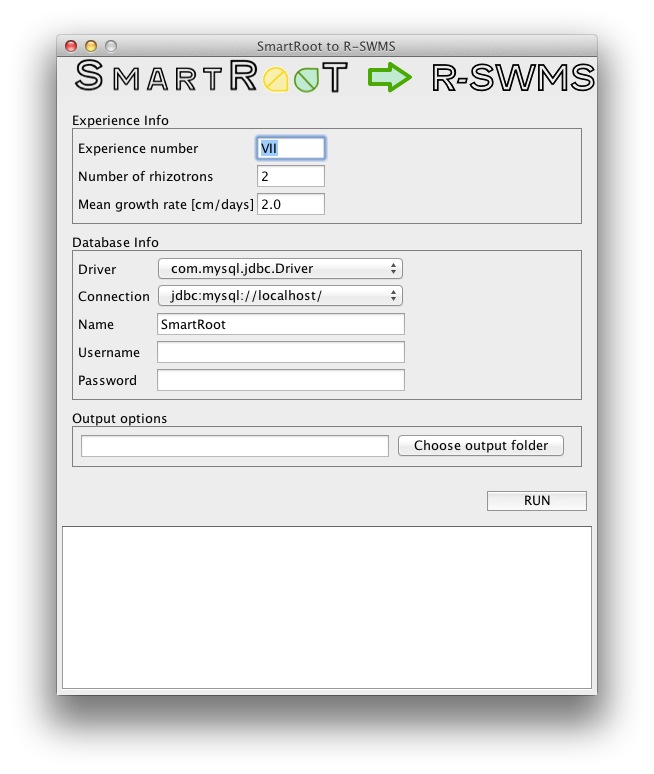 SmartRoot to R-SWMS
SMARTROOT R-SWMS
Experience Info
Experience number VII
Number of rhizotrons 2
Mean growth rate [cm/days] 2.0
Database Info
Driver com.mysql.jdbc.Driver
Connection jdbc:mysql://localhost/
Name SmartRoot
Username
Password
Output options
Choose output folder
RUN